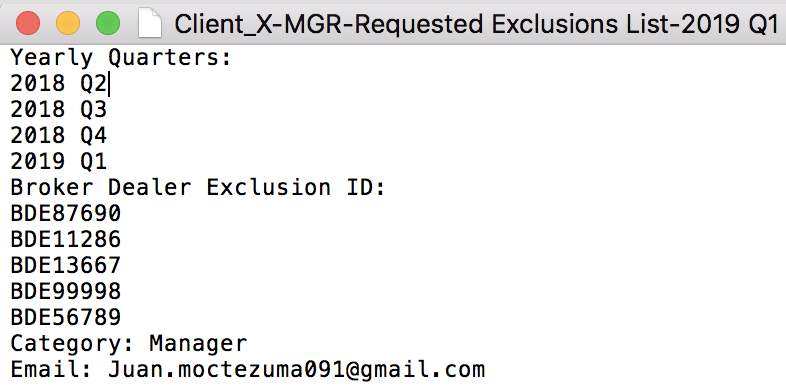 Client_X-MGR-Requested Exclusions List-2019 Q1
Yearly Quarters:
2018 Q2
2018 Q3
2018 Q4
2019 Q1
Broker Dealer Exclusion ID:
BDE87690
BDE11286
BDE13667
BDE99998
BDE56789
Category: Manager
Email: Juan.moctezuma091@gmail.com